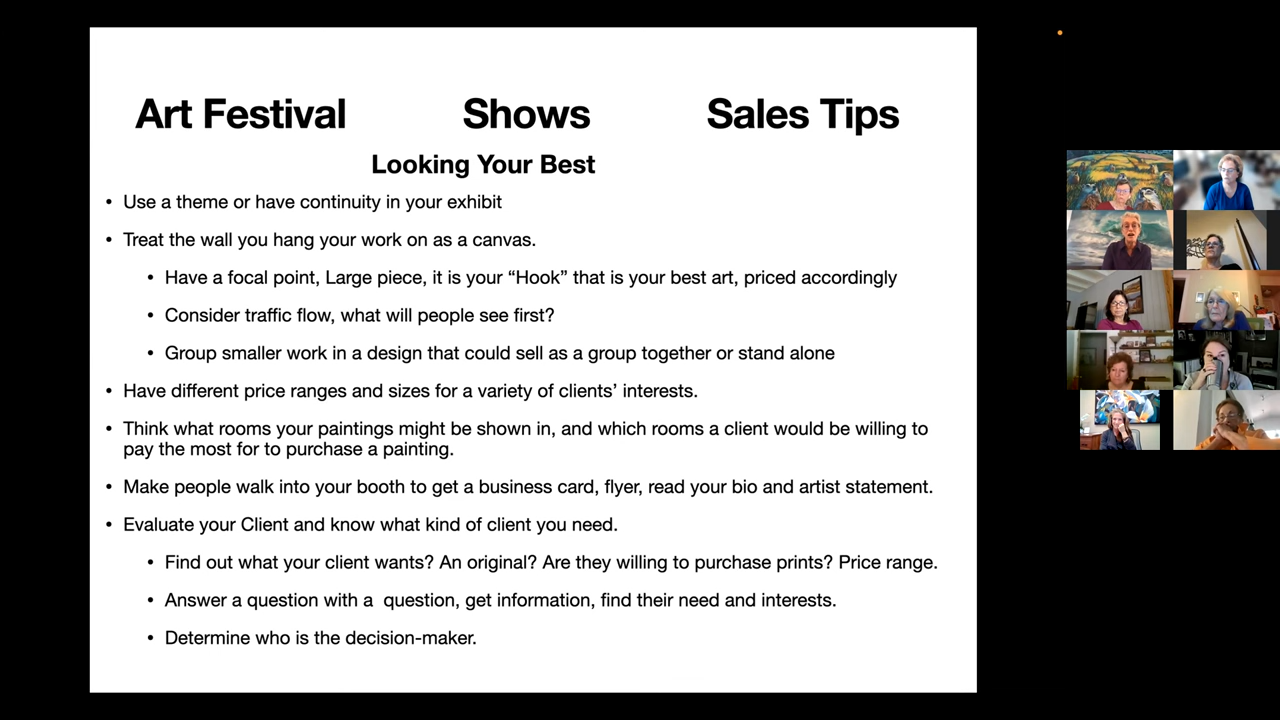 Art Festival Shows Sales Tips
Looking Your Best
• Use a theme or have continuity in your exhibit
• Treat the wall you hang your work on as a canvas.
• Have a focal point, Large piece, it is your “Hook” that is your best art, priced accordingly
• Consider traffic flow, what will people see first?
• Group smaller work in a design that could sell as a group together or stand alone
• Have different price ranges and sizes for a variety of clients’ interests.
• Think what rooms your paintings might be shown in, and which rooms a client would be willing to
pay the most for to purchase a painting.
• Make people walk into your booth to get a business card, flyer, read your bio and artist statement.
• Evaluate your Client and know what kind of client you need.
• Find out what your client wants? An original? Are they willing to purchase prints? Price range.
• Answer a question with a  question, get information, find their need and interests.
• Determine who is the decision-maker.